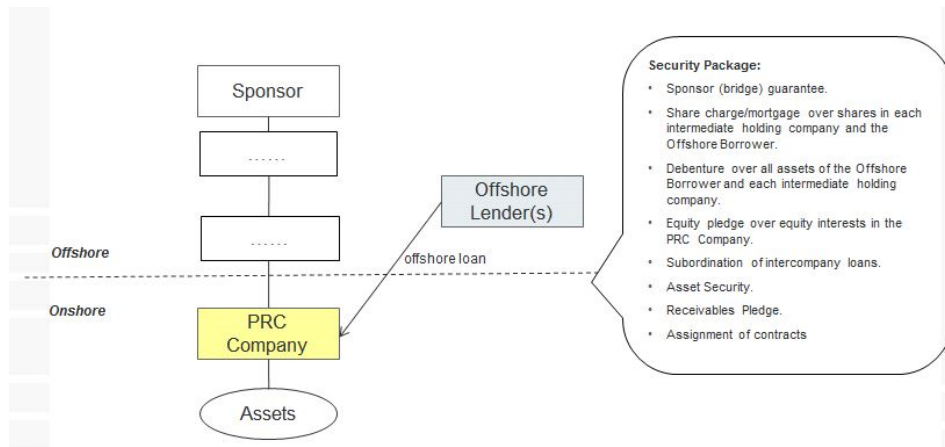 Sponsor
......
......
Offshore
Onshore
PRC
Company
Assets
Offshore
Lender(s)
offshore loan
Security Package:
• Sponsor (bridge) guarantee.
• Share charge/mortgage over shares in each
intermediate holding company and the
Offshore Borrower.
• Debenture over all assets of the Offshore
Borrower and each intermediate holding
company.
• Equity pledge over equity interests in the
PRC Company.
• Subordination of intercompany loans.
• Asset Security.
• Receivables Pledge.
• Assignment of contracts